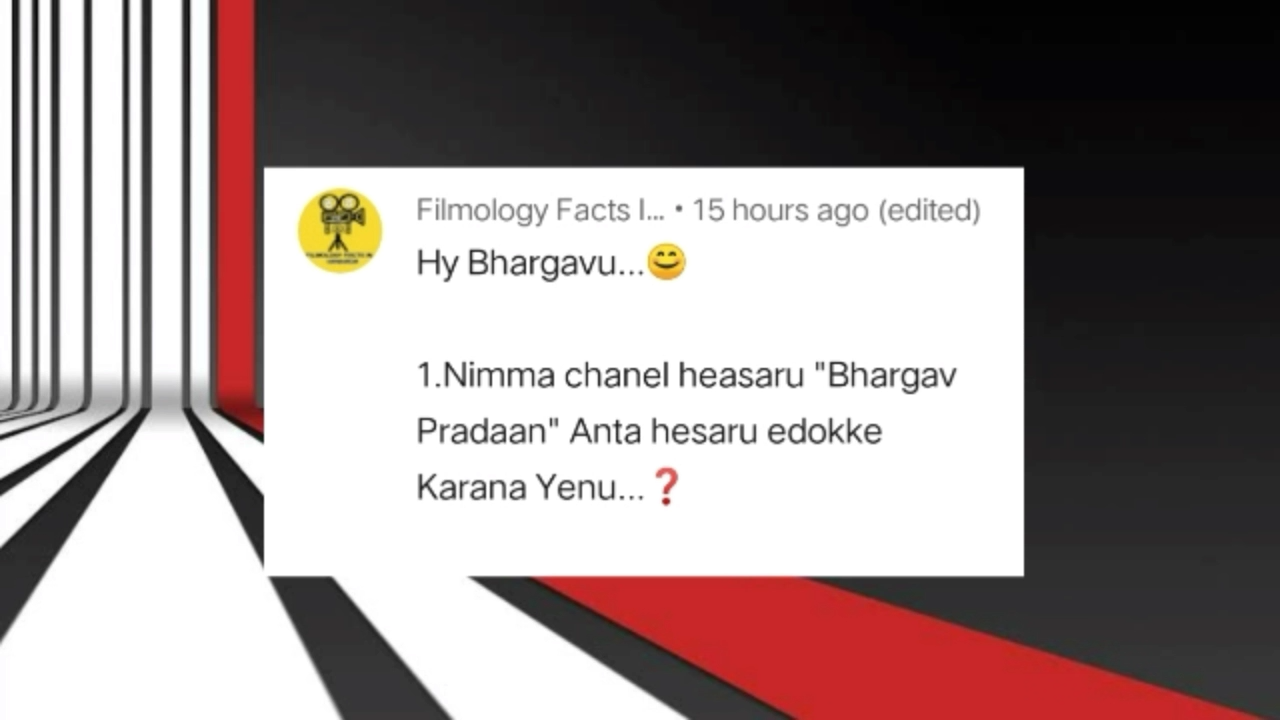 Filmology Facts I... • 15 hours ago (edited)
Hy Bhargavu...😊
1.Nimma chanel heasaru "Bhargav
Pradaan" Anta hesaru edokke
Karana Yenu...❓